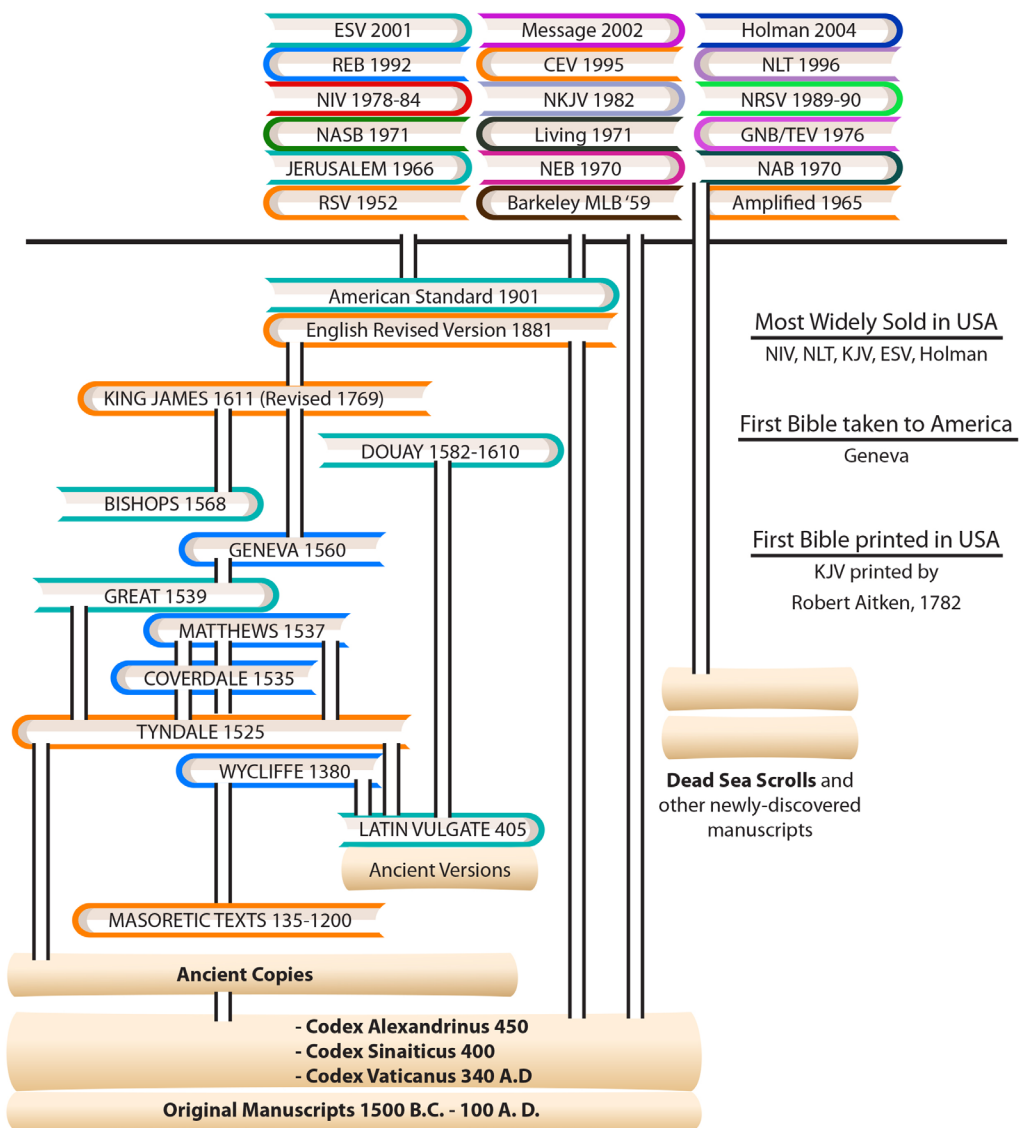 ESV 2001
Message 2002
Holman 2004
REB 1992
CEV 1995
NLT 1996
NIV 1978-84
NKJV 1982
NRSV 1989-90
NASB 1971
Living 1971
GNB/TEV 1976
JERUSALEM 1966
NEB 1970
NAB 1970
RSV 1952
Barkeley MLB ‘59
Amplified 1965
American Standard 1901
English Revised Version 1881
Most Widely Sold in USA
NIV, NLT, KJV, ESV, Holman
KING JAMES 1611 (Revised 1769)
First Bible taken to America
Geneva
DOUAY 1582-1610
BISHOPS 1568
First Bible printed in USA
KJV printed by
Robert Aitken, 1782
GENEVA 1560
GREAT 1539
MATTHEWS 1537
COVERDALE 1535
TYNDALE 1525
WYCLIFFE 1380
Dead Sea Scrolls and
other newly-discovered
manuscripts
LATIN VULGATE 405
Ancient Versions
MASORETIC TEXTS 135-1200
Ancient Copies
- Codex Alexandrinus 450
- Codex Sinaiticus 400
- Codex Vaticanus 340 A.D
Original Manuscripts 1500 B.C. - 100 A. D.